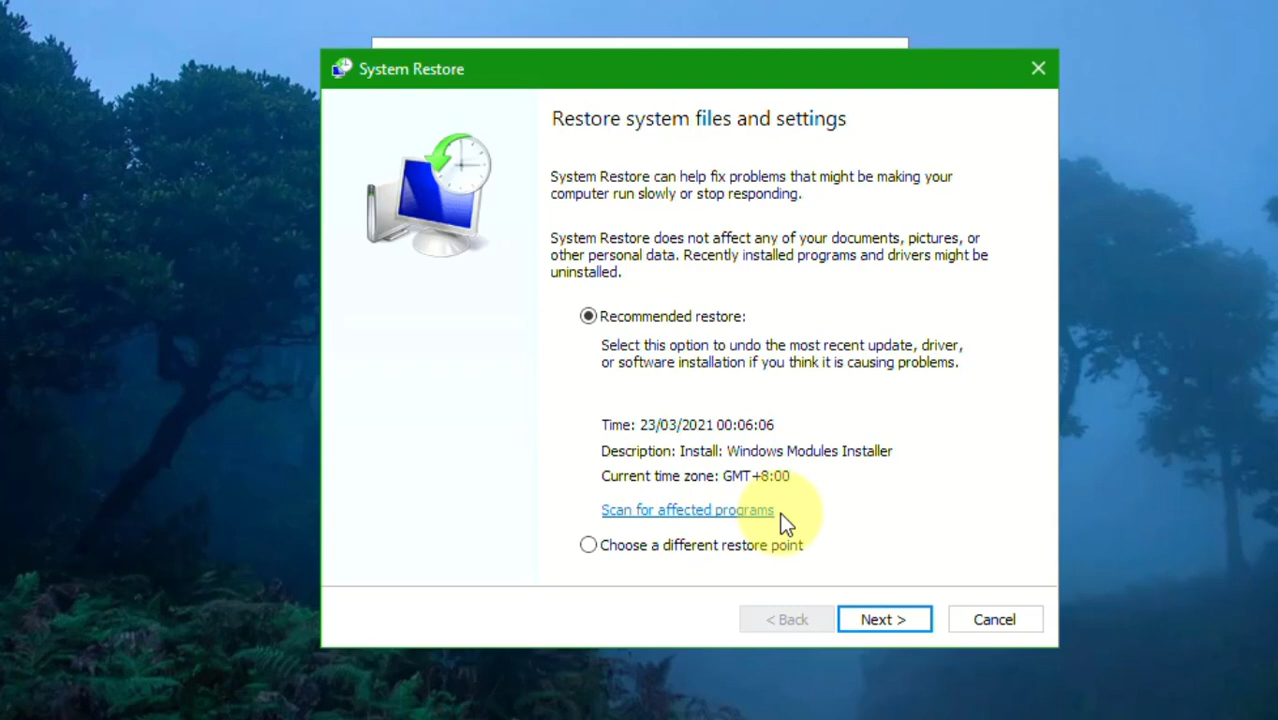 System Restore
Restore system files and settings
System Restore can help fix problems that might be making your
computer run slowly or stop responding.
System Restore does not affect any of your documents, pictures, or
other personal data. Recently installed programs and drivers might be
uninstalled.
Recommended restore:
Select this option to undo the most recent update, driver,
or software installation if you think it is causing problems.
Time: 23/03/2021 00:06:06
Description: Install: Windows Modules Installer
Current time zone: GMT+8:00
Scan for affected programs
Choose a different restore point
< Back
Next >
Cancel